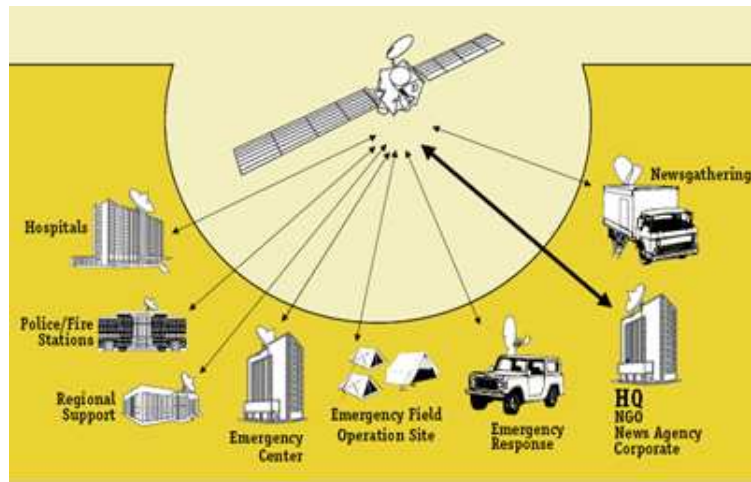 Newsgathering
Hospitals
Police/Fire
Stations
Regional
Support
Emergency
Center
Emergency Field
Operation Site
Emergency
Response
HQ
NGO
News Agency
Corporate